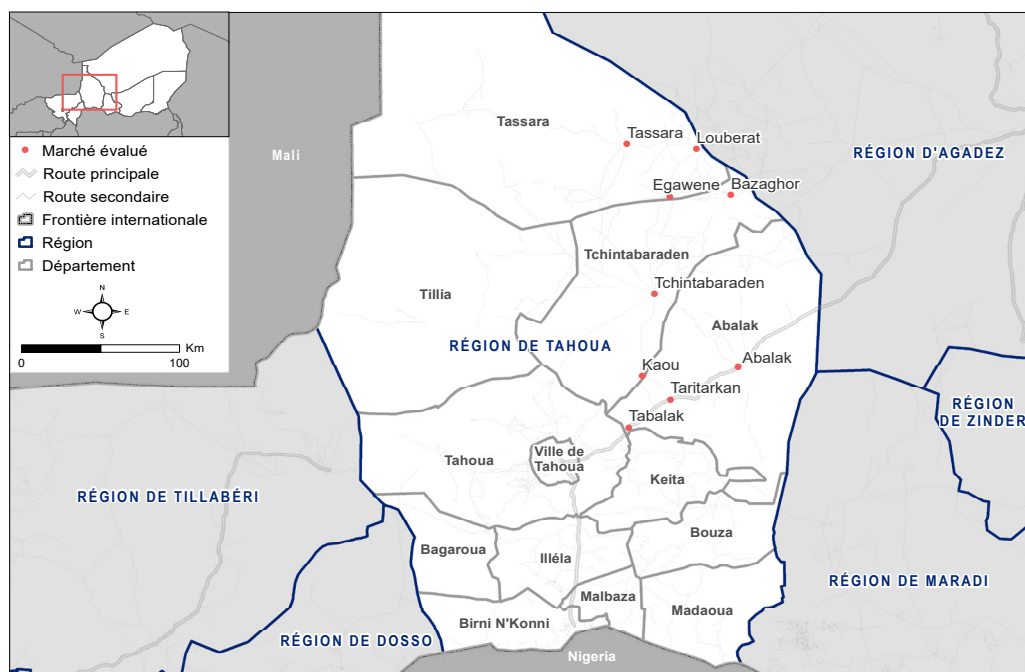 Marché évalué
Route principale
Route secondaire
Frontière internationale
Région
Département
N
W
E
S
Km
0
100
Mali
Tassara
Tassara
Louberat
RÉGION D'AGADEZ
Egawene
Bazaghor
Tchintabaraden
Tchintabaraden
Tillia
Abalak
RÉGION DE TAHOUA
Kaou
Abalak
Taritarkan
Tabalak
RÉGION
DE ZINDER
Ville de
Tahoua
Tahoua
Keita
RÉGION DE TILLABÉRI
Bouza
Bagaroua
Illéla
RÉGION DE MARADI
Malbaza
Madaoua
Birni N'Konni
RÉGION DE DOSSO
Nigeria